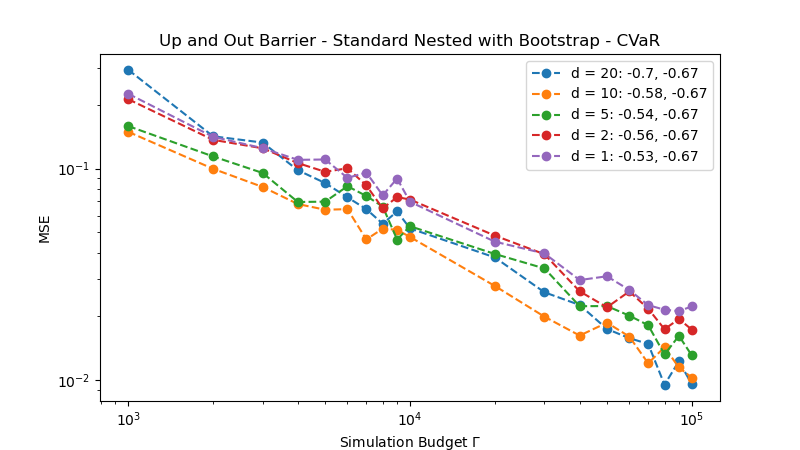 Up and Out Barrier - Standard Nested with Bootstrap - CVaR
d = 20: -0.7, -0.67
d = 10: -0.58, -0.67
d = 5: -0.54, -0.67
d = 2: -0.56, -0.67
d = 1: -0.53, -0.67
MSE
10⁻¹
10⁻²
10³
10⁴
10⁵
Simulation Budget Γ